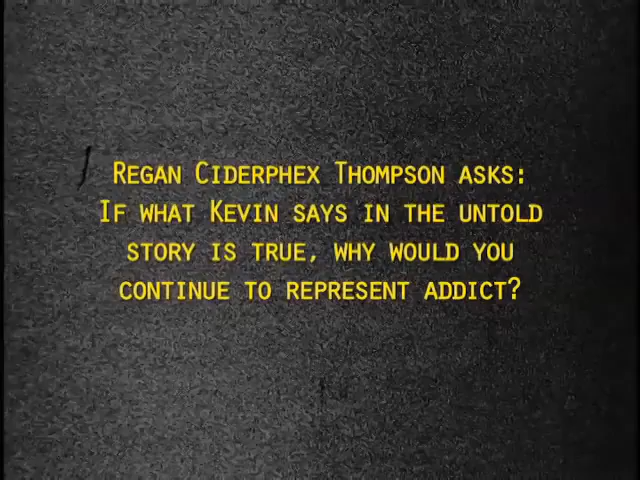 Regan Ciderphex Thompson asks:
If what Kevin says in the untold
story is true, why would you
continue to represent addict?